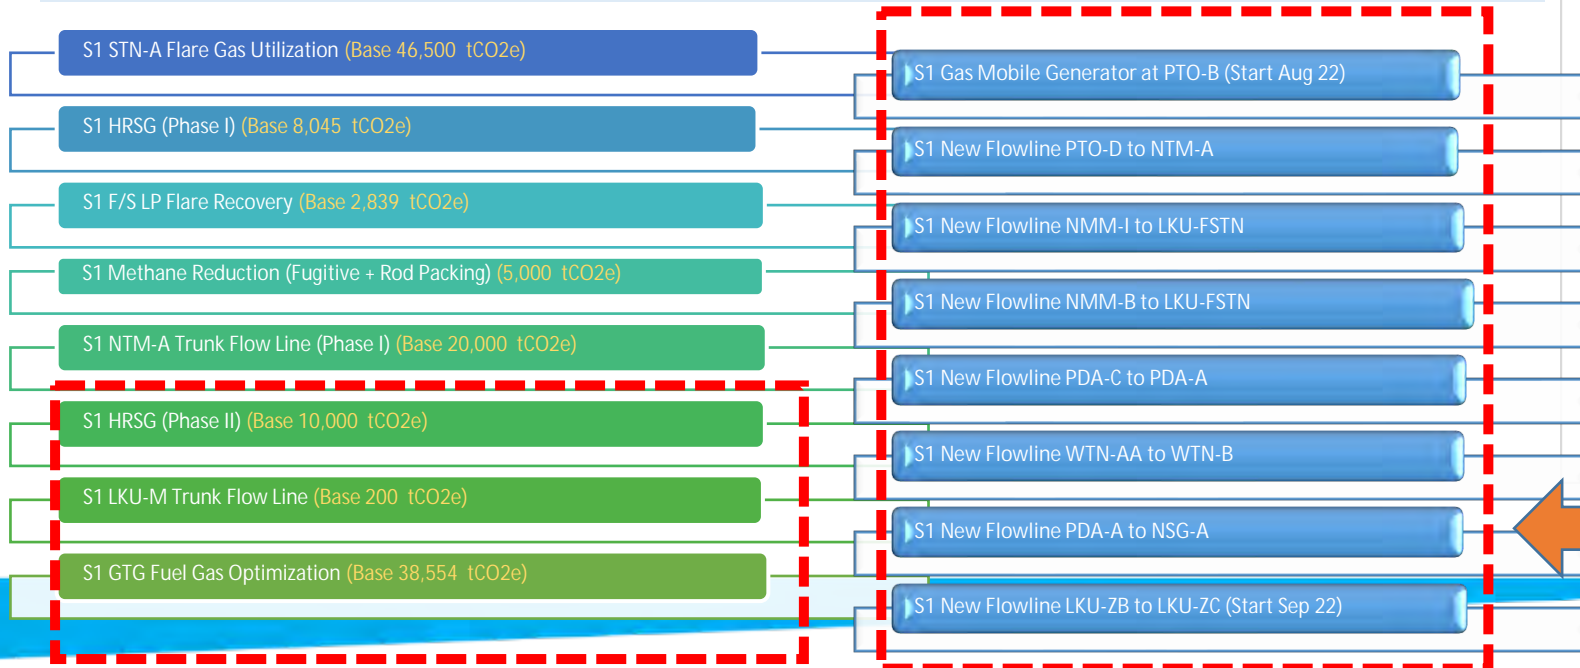 S1 STN-A Flare Gas Utilization (Base 46,500 tCO2e)
S1 HRSG (Phase I) (Base 8,045 tCO2e)
S1 F/S LP Flare Recovery (Base 2,839 tCO2e)
S1 Methane Reduction (Fugitive + Rod Packing) (5,000 tCO2e)
S1 NTM-A Trunk Flow Line (Phase I) (Base 20,000 tCO2e)
S1 HRSG (Phase II) (Base 10,000 tCO2e)
S1 LKU-M Trunk Flow Line (Base 200 tCO2e)
S1 GTG Fuel Gas Optimization (Base 38,554 tCO2e)
S1 Gas Mobile Generator at PTO-B (Start Aug 22)
S1 New Flowline PTO-D to NTM-A
S1 New Flowline NMM-I to LKU-FSTN
S1 New Flowline NMM-B to LKU-FSTN
S1 New Flowline PDA-C to PDA-A
S1 New Flowline WTN-AA to WTN-B
S1 New Flowline PDA-A to NSG-A
S1 New Flowline LKU-ZB to LKU-ZC (Start Sep 22)